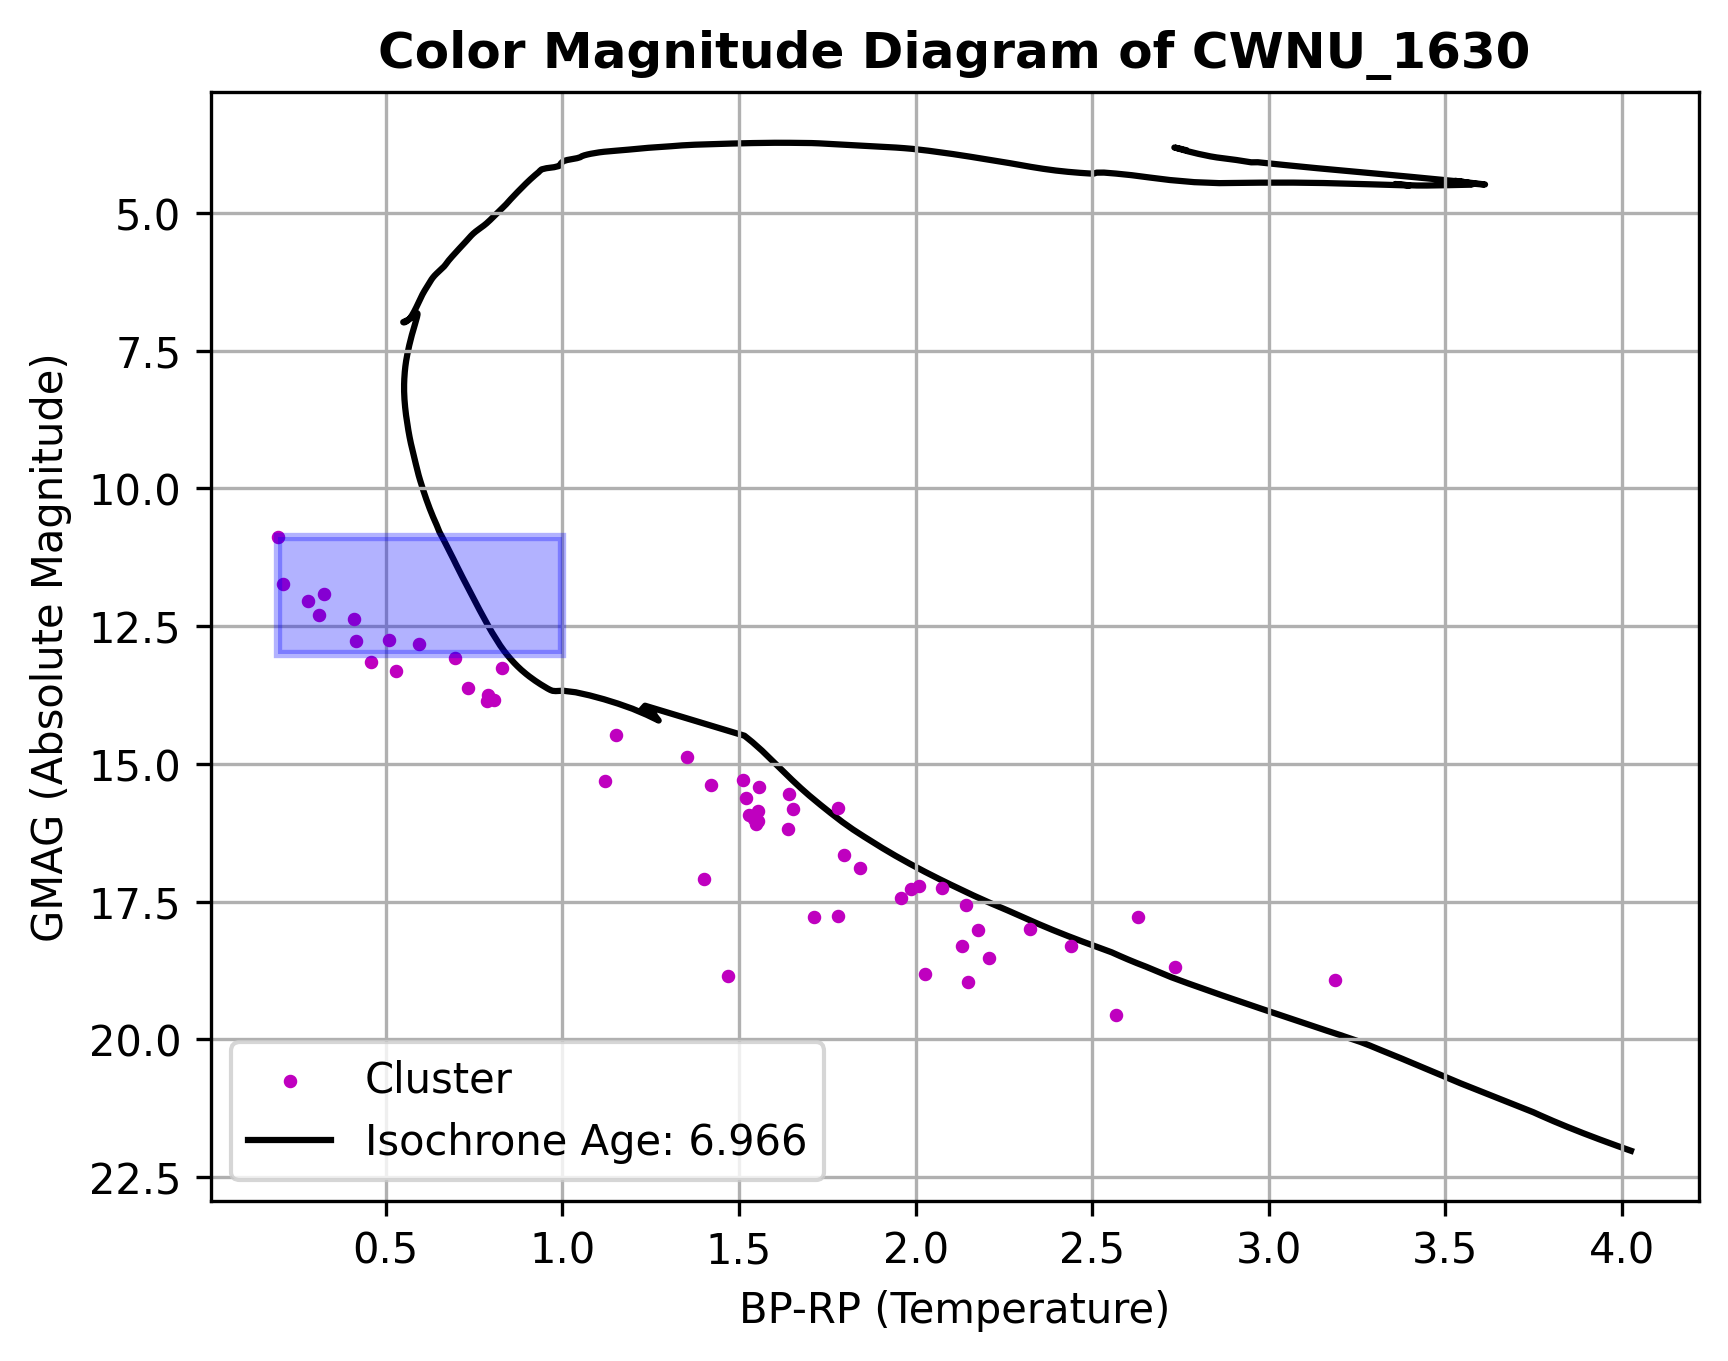 Color Magnitude Diagram of CWNU_1630
GMAG (Absolute Magnitude)
5.0
7.5
10.0
12.5
15.0
17.5
20.0
22.5
Cluster
Isochrone Age: 6.966
0.5 1.0 1.5 2.0 2.5 3.0 3.5 4.0
BP-RP (Temperature)